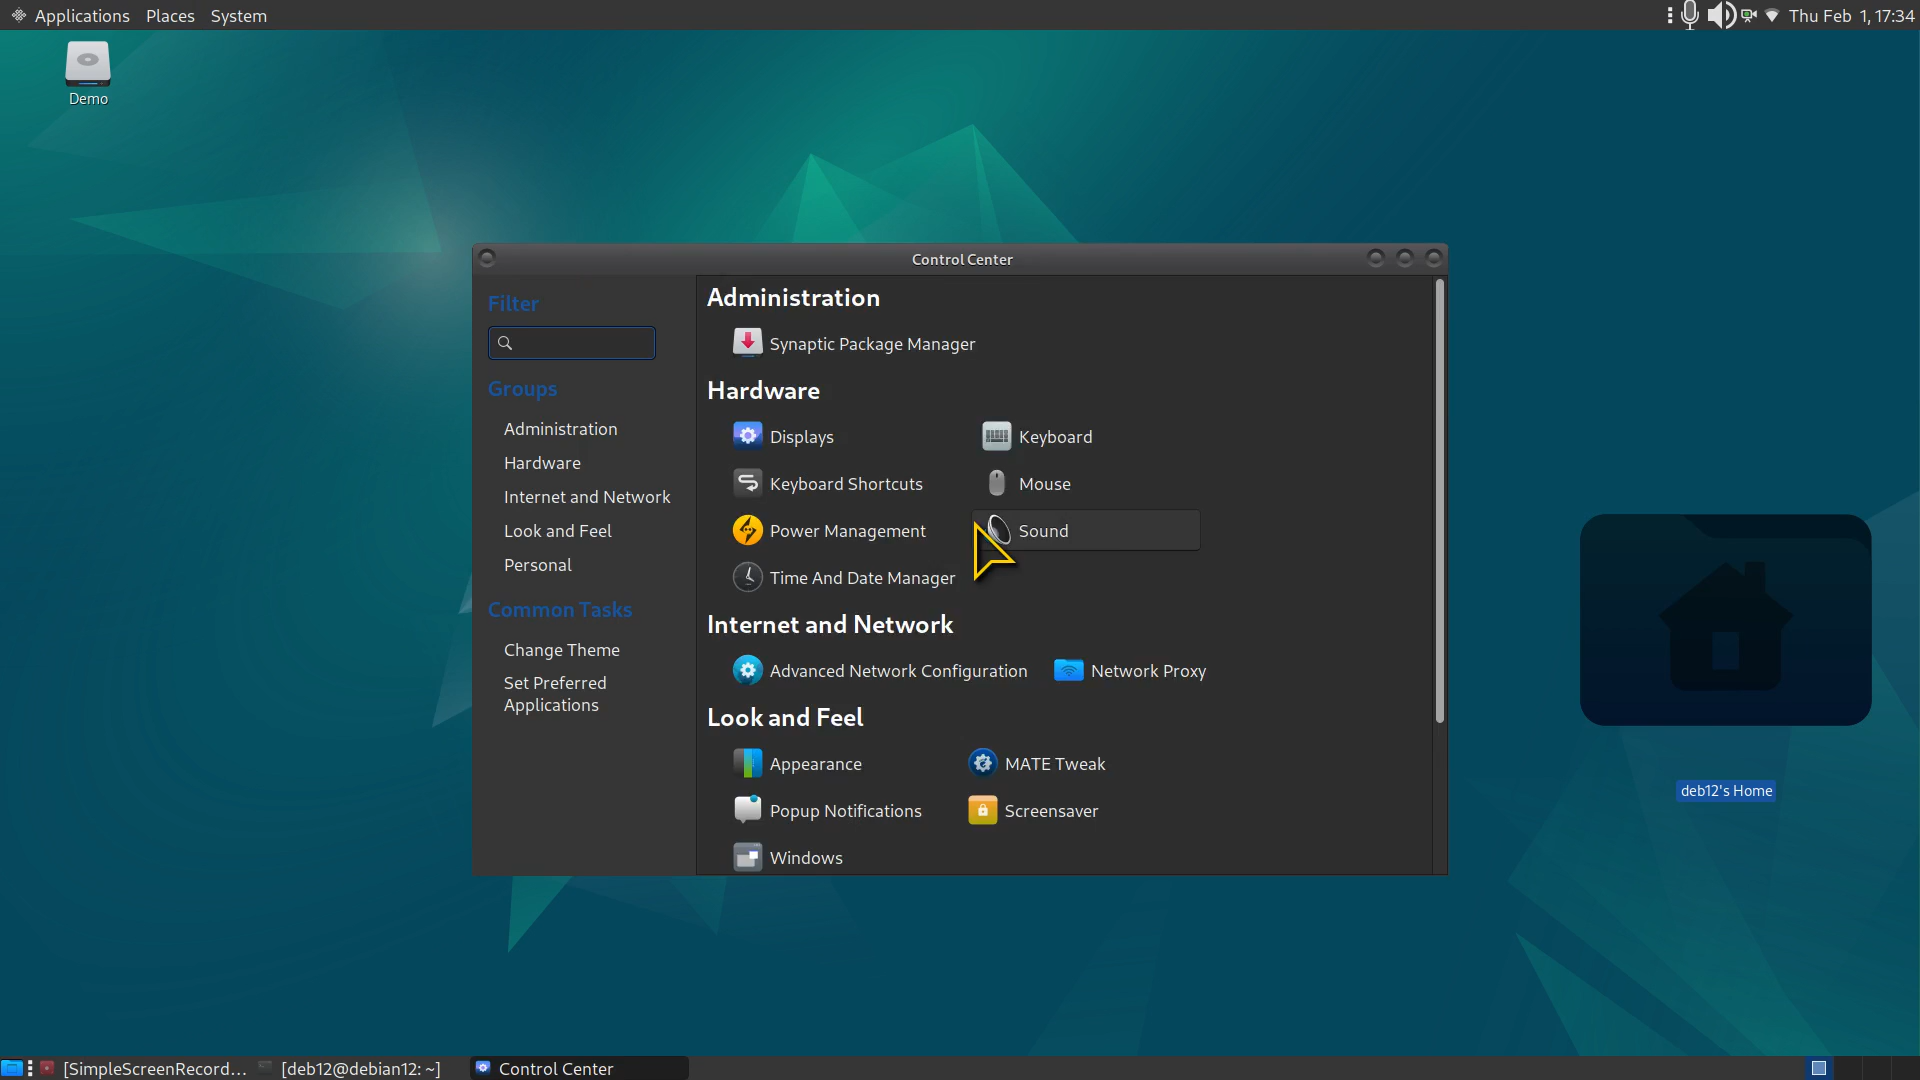 Applications Places System
Thu Feb 1, 17:34
Demo
Control Center
Filter
Groups
Administration
Hardware
Internet and Network
Look and Feel
Personal
Common Tasks
Change Theme
Set Preferred
Applications
Administration
Synaptic Package Manager
Hardware
Displays
Keyboard
Keyboard Shortcuts
Mouse
Power Management
Sound
Time And Date Manager
Internet and Network
Advanced Network Configuration
Network Proxy
Look and Feel
Appearance
MATE Tweak
Popup Notifications
Screensaver
Windows
deb12's Home
[SimpleScreenRecord...
[deb12@debian12: ~]
Control Center